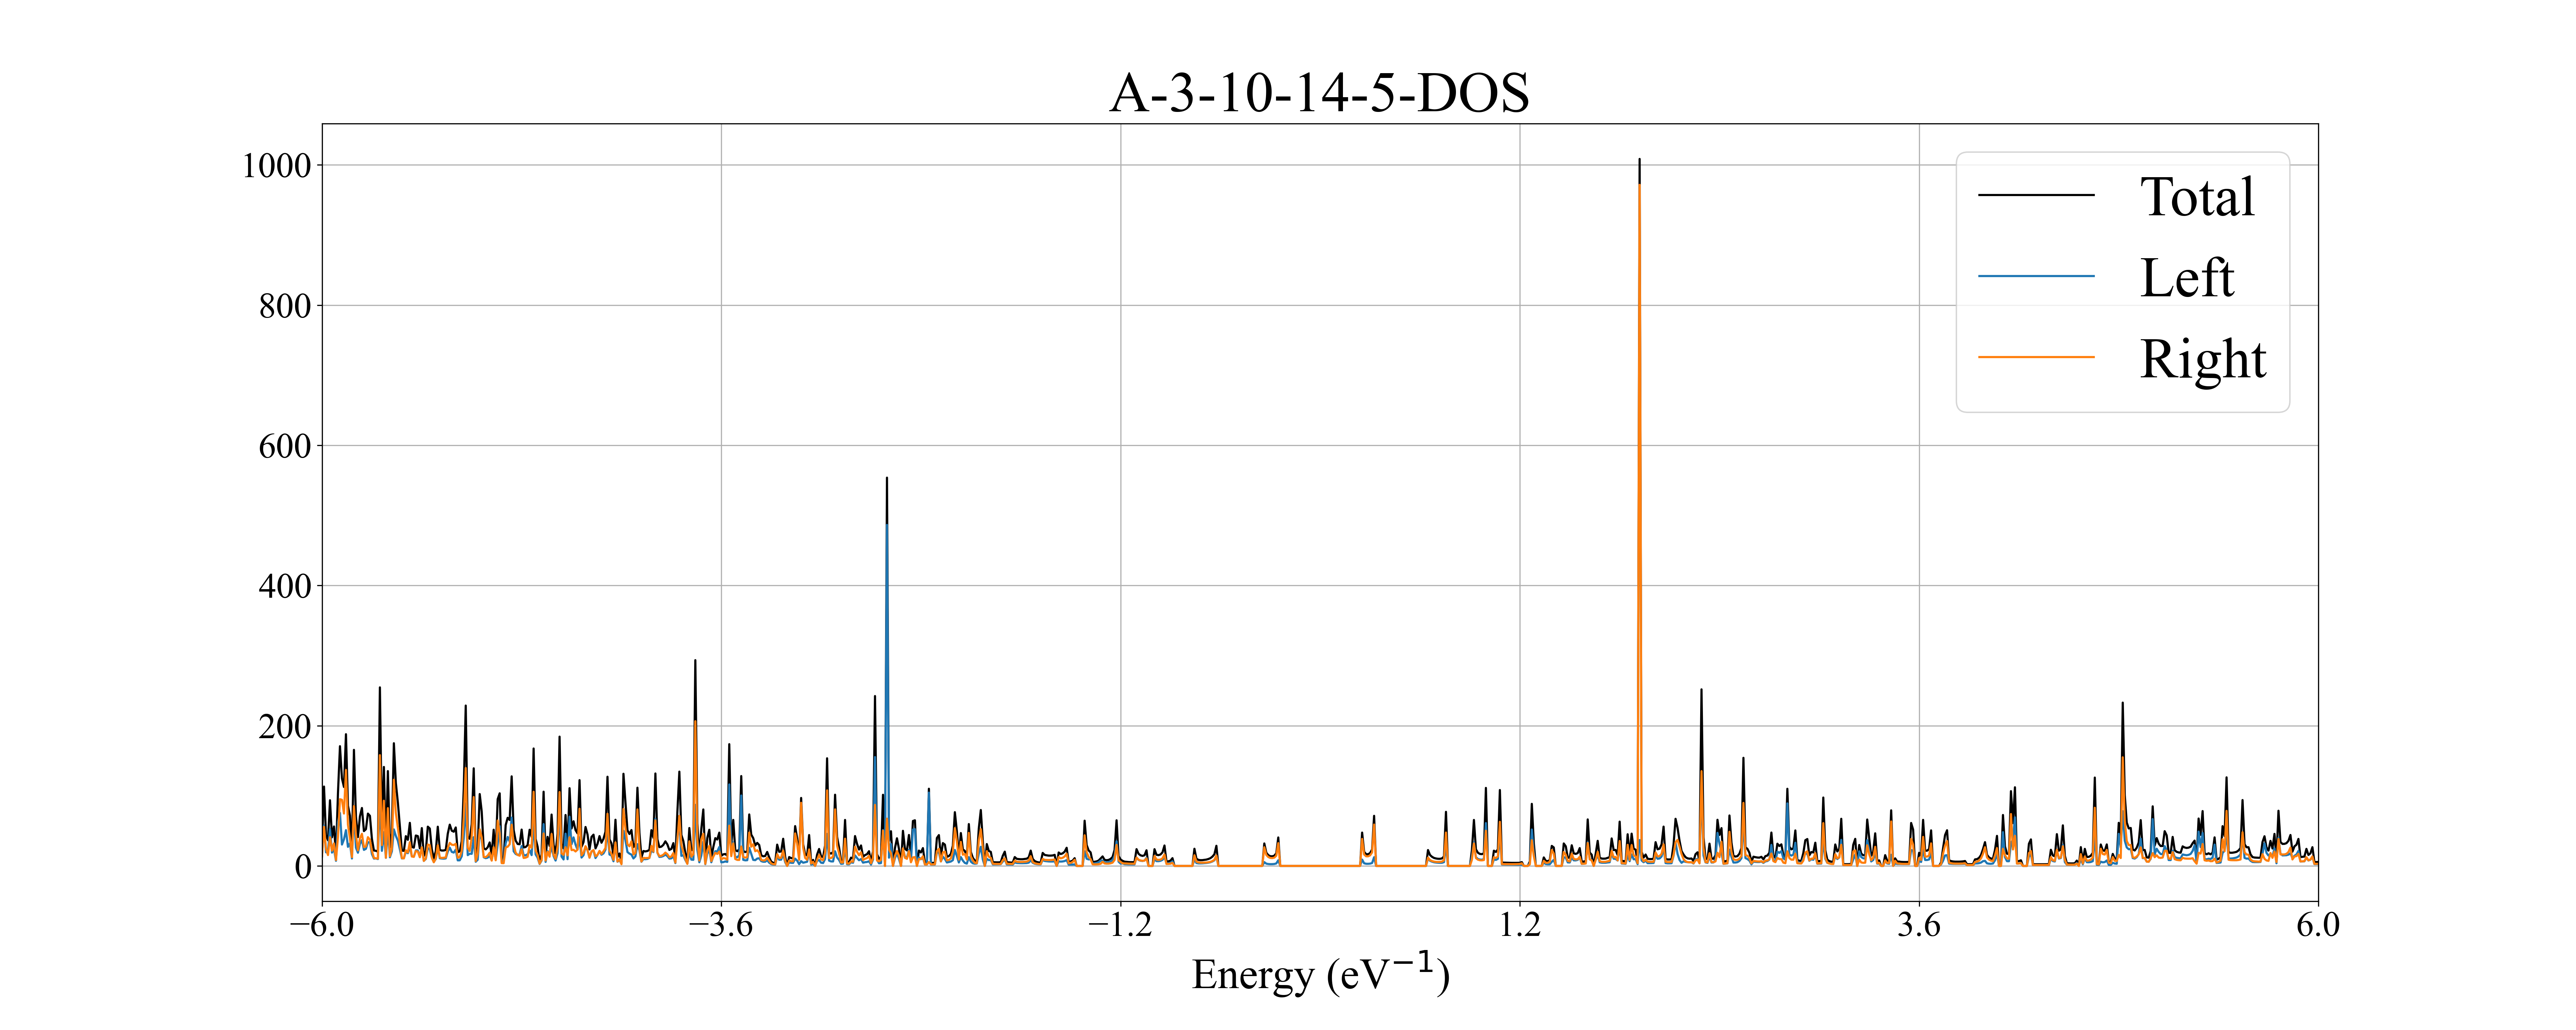 A-3-10-14-5-DOS
1000
800
600
400
200
0
−6.0
−3.6
−1.2
1.2
3.6
6.0
Energy (eV⁻¹)
Total
Left
Right